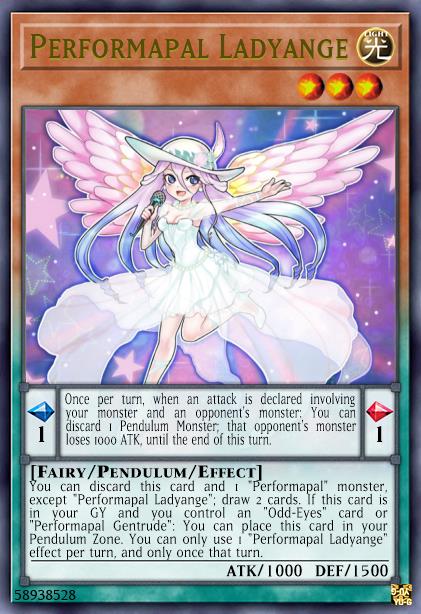 PERFORMAPAL LADYANGE
LIGHT
光
Once per turn, when an attack is declared involving
your monster and an opponent's monster: You can
discard 1 Pendulum Monster; that opponent's monster
loses 1000 ATK, until the end of this turn.
1
1
[FAIRY/PENDULUM/EFFECT]
You can discard this card and 1 "Performapal" monster,
except "Performapal Ladyange"; draw 2 cards. If this card is
in your GY and you control an "Odd-Eyes" card or
"Performapal Gentrude": You can place this card in your
Pendulum Zone. You can only use 1 "Performapal Ladyange"
effect per turn, and only once that turn.
ATK/1000 DEF/1500
58938528